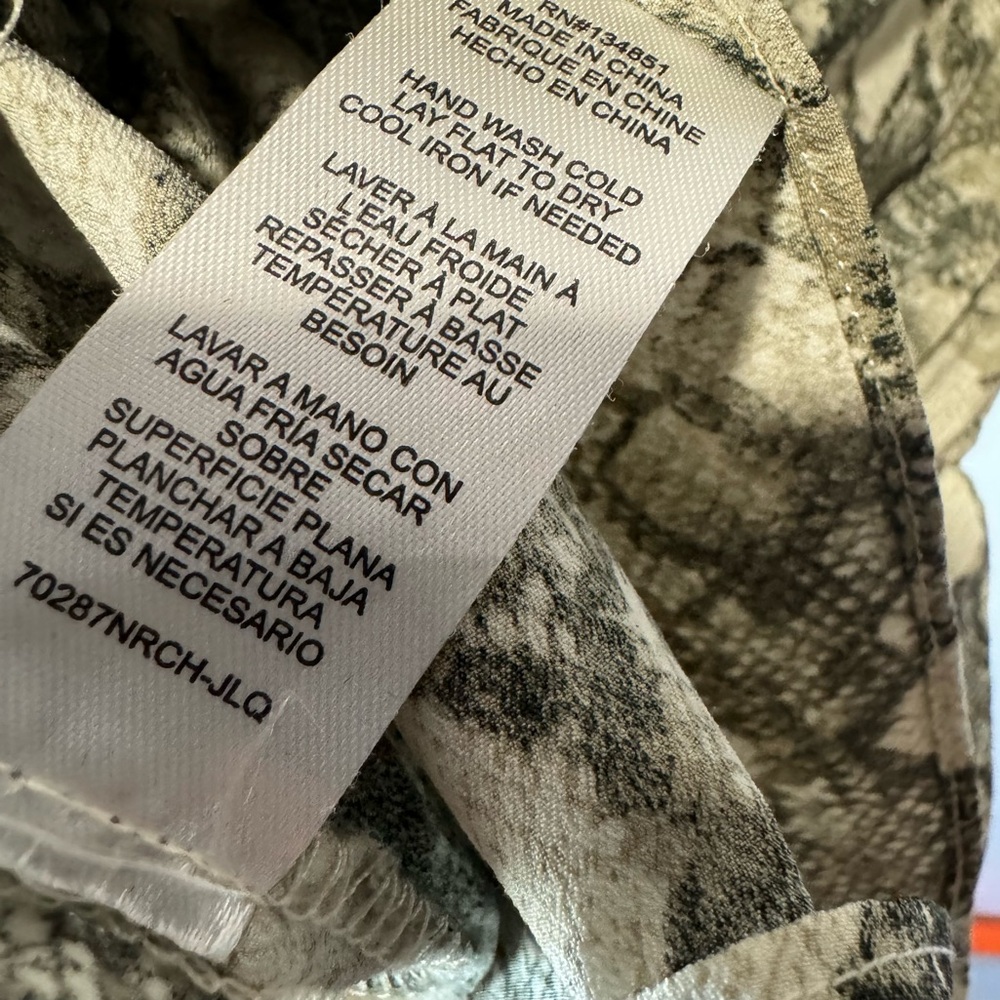 RN#134851
MADE IN CHINA
FABRIQUE EN CHINE
HECHO EN CHINA
HAND WASH COLD
LAY FLAT TO DRY
COOL IRON IF NEEDED
LAVER À LA MAIN À
L'EAU FROIDE
SÉCHER À PLAT
REPASSER À BASSE
TEMPÉRATURE AU
BESOIN
LAVAR A MANO CON
AGUA FRÍA SECAR
SOBRE
SUPERFICIE PLANA
PLANCHAR A BAJA
TEMPERATURA
SI ES NECESARIO
70287NRCH-JLQ